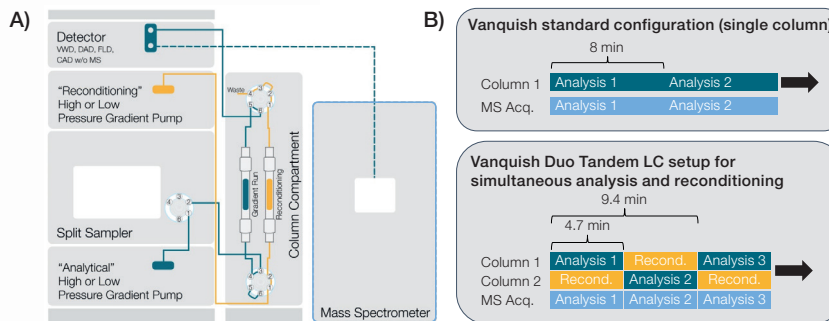 A)
Detector
VWD, DAD, FLD,
CAD w/o MS
"Reconditioning"
High or Low
Pressure Gradient Pump
Split Sampler
"Analytical"
High or Low
Pressure Gradient Pump
Waste
Gradient Run
Reconditioning
Column Compartment
Mass Spectrometer
B)
Vanquish standard configuration (single column)
8 min
Column 1 Analysis 1 Analysis 2
MS Acq. Analysis 1 Analysis 2
Vanquish Duo Tandem LC setup for
simultaneous analysis and reconditioning
9.4 min
4.7 min
Column 1 Analysis 1 Recond. Analysis 3
Column 2 Recond. Analysis 2 Recond.
MS Acq. Analysis 1 Analysis 2 Analysis 3